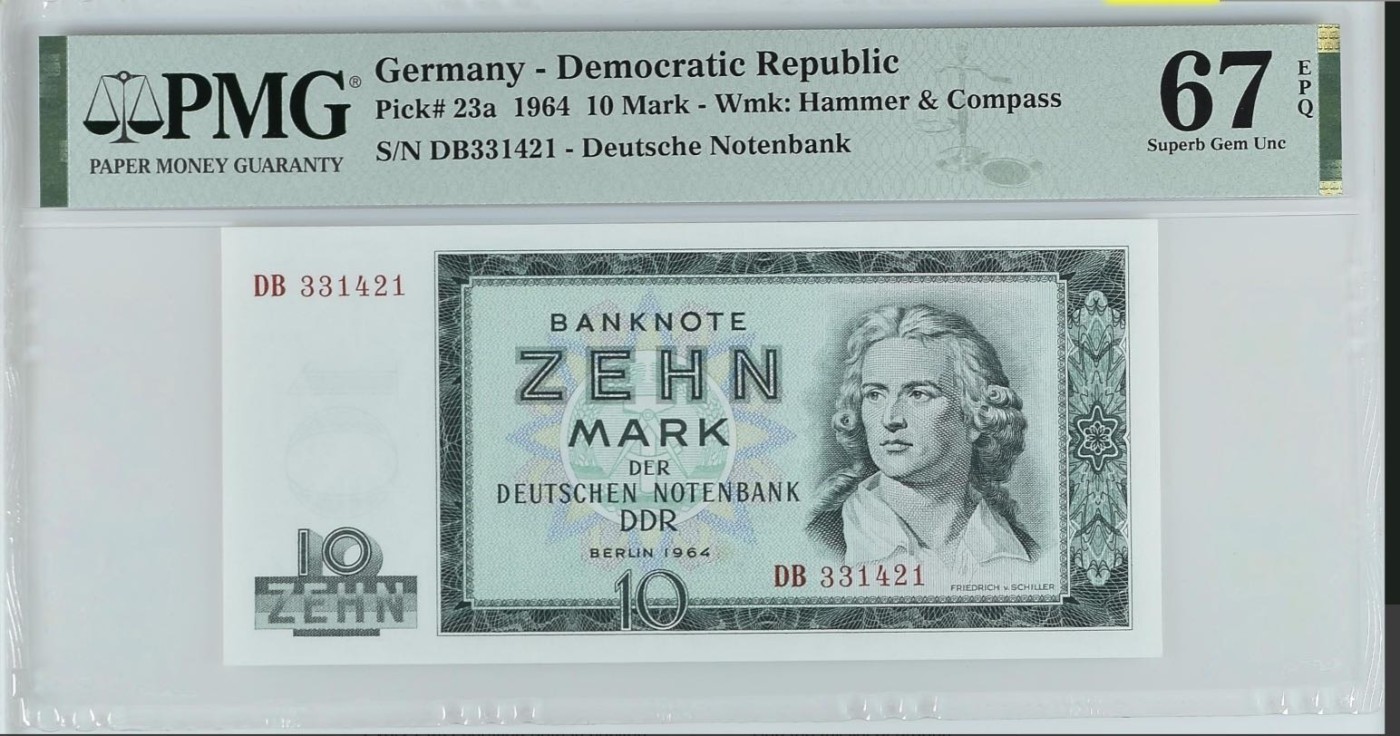 PMG®
PAPER MONEY GUARANTY
Germany - Democratic Republic
Pick# 23a 1964 10 Mark - Wmk: Hammer & Compass
S/N DB331421 - Deutsche Notenbank
67
EPQ
Superb Gem Unc
DB 331421
BANKNOTE
ZEHN
MARK
DER
DEUTSCHEN NOTENBANK
DDR
BERLIN 1964
10
DB 331421
FRIEDRICH v. SCHILLER
10
ZEHN